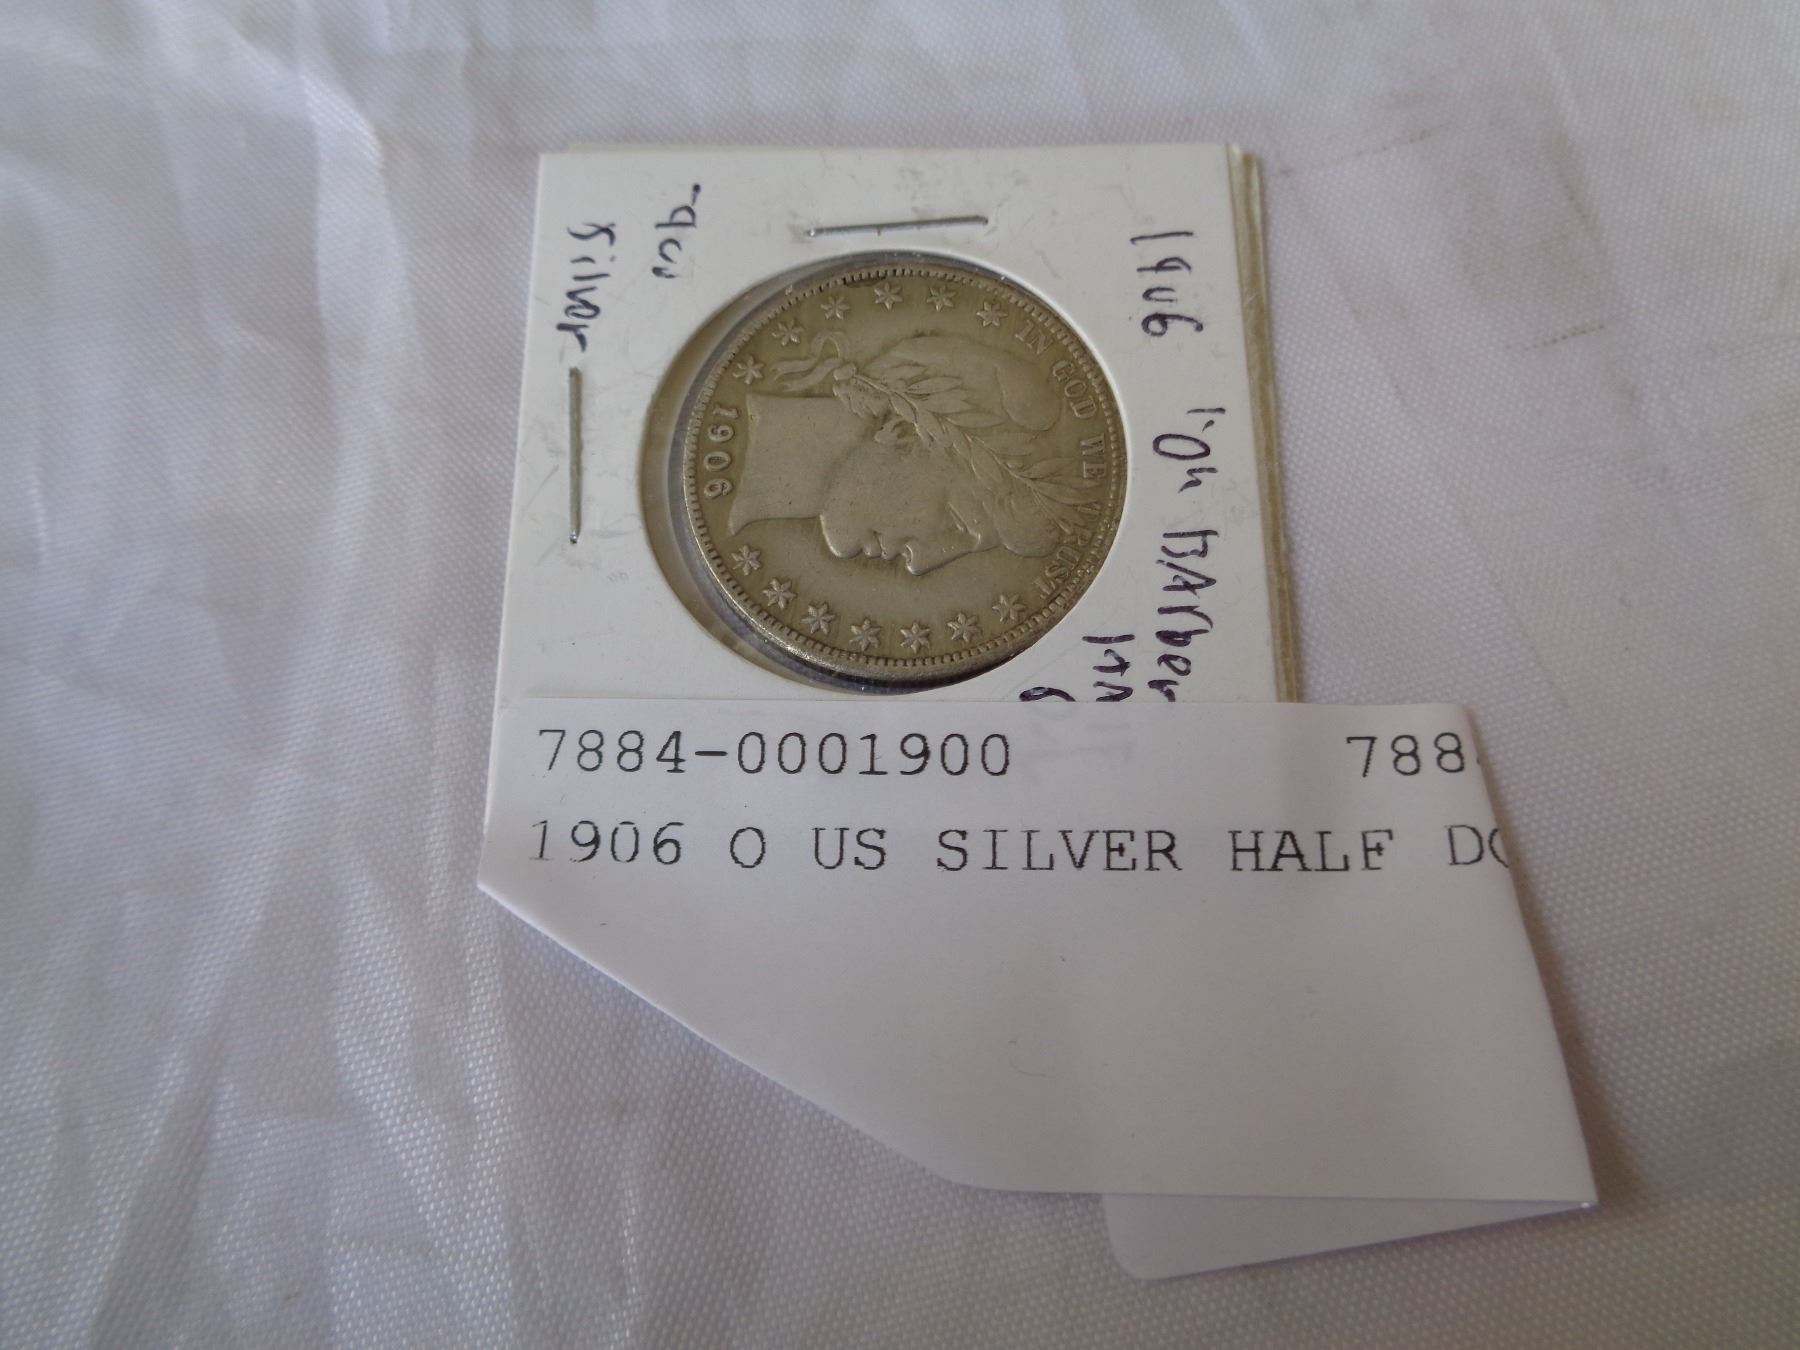 1906 "O" BArber
-90%
Silver
IN GOD WE TRUST
1906
7884-0001900 788
1906 O US SILVER HALF DO